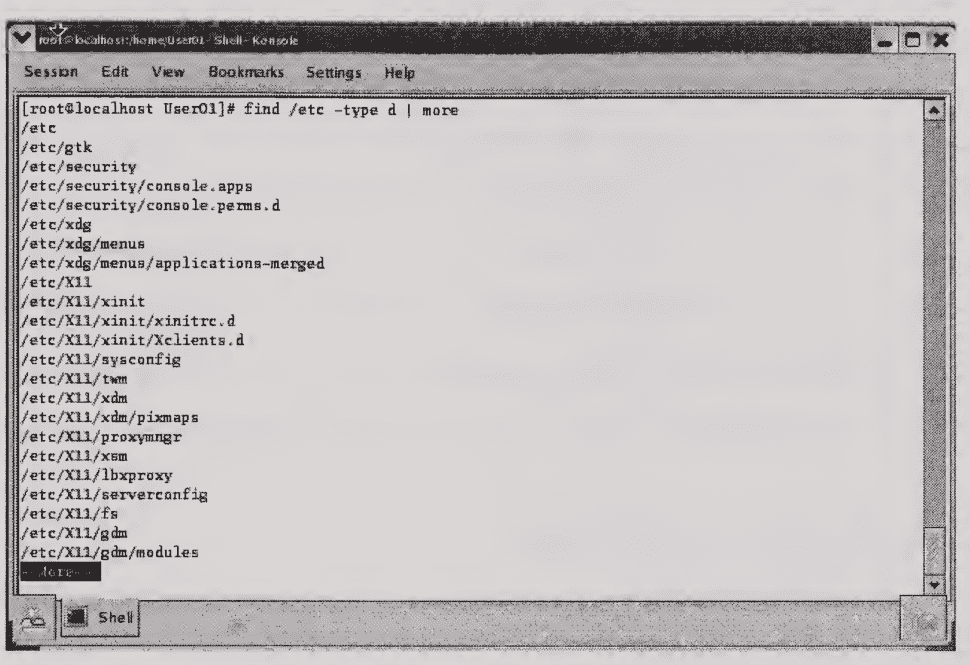 root@localhost:/home/User01 - Shell - Konsole
Session Edit View Bookmarks Settings Help
[root@localhost User01]# find /etc -type d | more
/etc
/etc/gtk
/etc/security
/etc/security/console.apps
/etc/security/console.perms.d
/etc/xdg
/etc/xdg/menus
/etc/xdg/menus/applications-merged
/etc/X11
/etc/X11/xinit
/etc/X11/xinit/xinitrc.d
/etc/X11/xinit/Xclients.d
/etc/X11/sysconfig
/etc/X11/twm
/etc/X11/xdm
/etc/X11/xdm/pixmaps
/etc/X11/proxymngr
/etc/X11/xsm
/etc/X11/lbxproxy
/etc/X11/serverconfig
/etc/X11/fs
/etc/X11/gdm
/etc/X11/gdm/modules
--More--
Shell